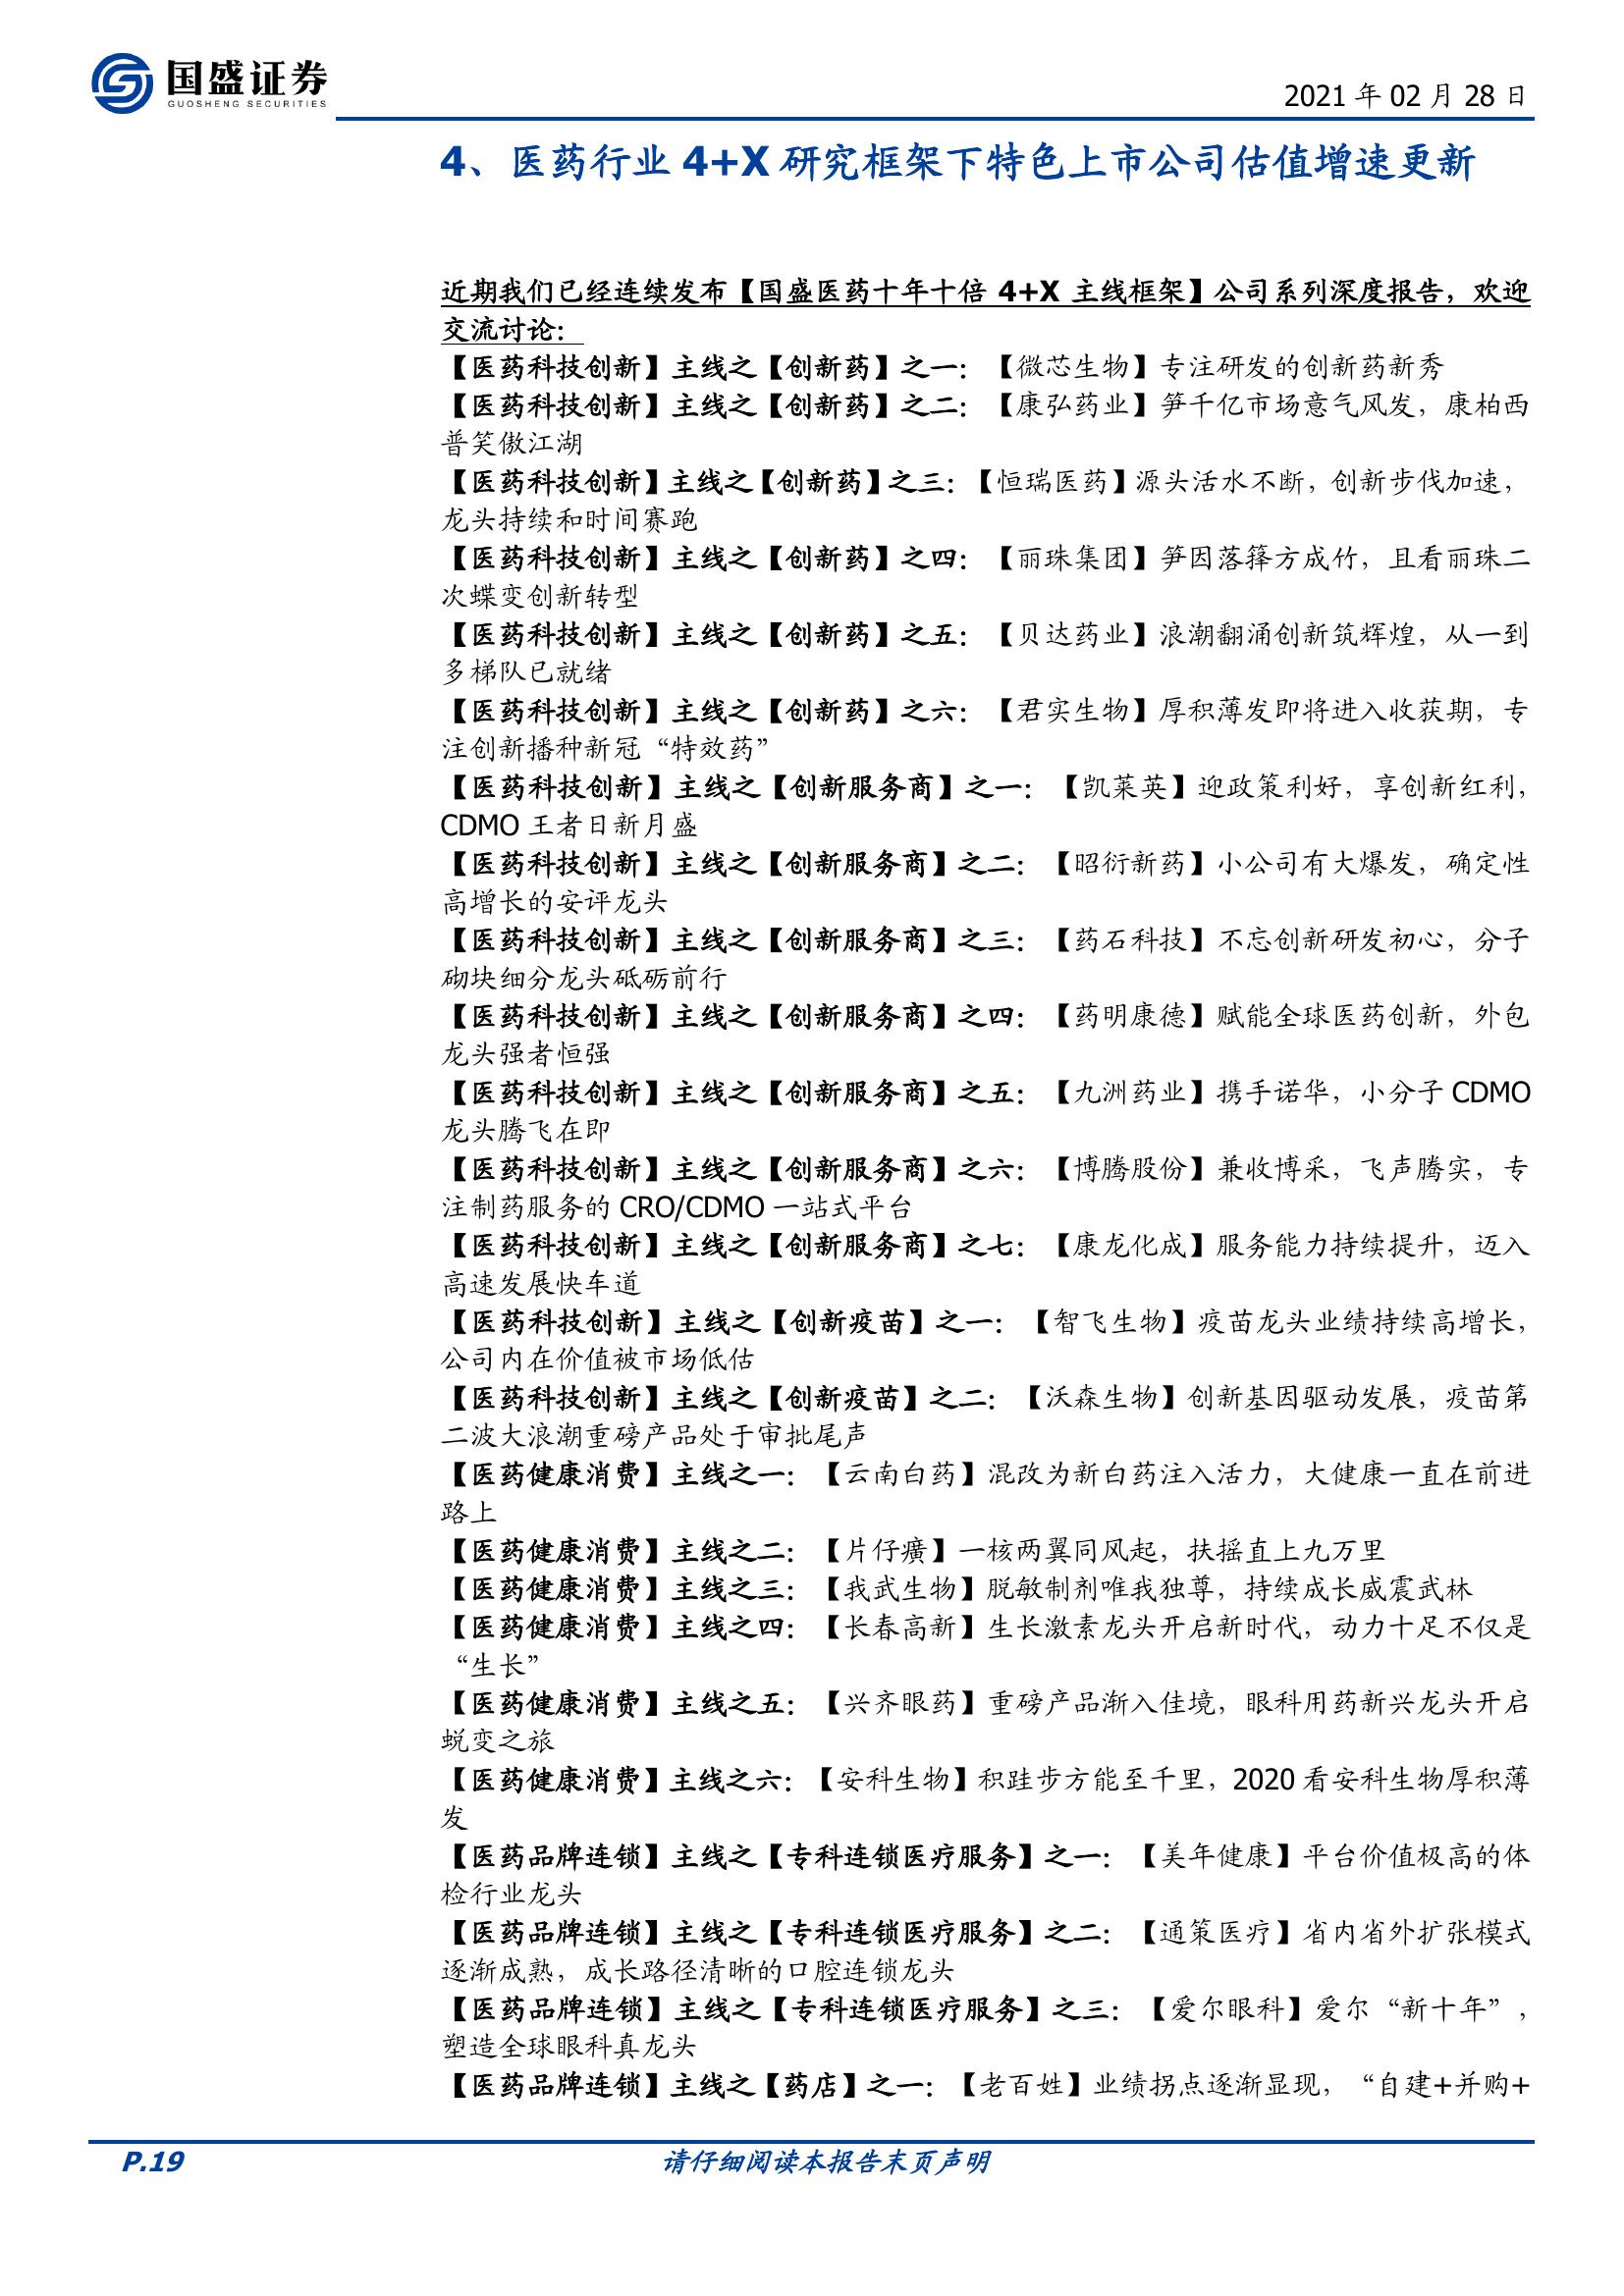 国盛证券
GUOSHENG SECURITIES
2021 年 02 月 28 日
4、医药行业 4+X 研究框架下特色上市公司估值增速更新
近期我们已经连续发布【国盛医药十年十倍 4+X 主线框架】公司系列深度报告，欢迎
交流讨论：
【医药科技创新】主线之【创新药】之一：【微芯生物】专注研发的创新药新秀
【医药科技创新】主线之【创新药】之二：【康弘药业】笋千亿市场意气风发，康柏西
普笑傲江湖
【医药科技创新】主线之【创新药】之三：【恒瑞医药】源头活水不断，创新步伐加速，
龙头持续和时间赛跑
【医药科技创新】主线之【创新药】之四：【丽珠集团】笋因落箨方成竹，且看丽珠二
次蝶变创新转型
【医药科技创新】主线之【创新药】之五：【贝达药业】浪潮翻涌创新筑辉煌，从一到
多梯队已就绪
【医药科技创新】主线之【创新药】之六：【君实生物】厚积薄发即将进入收获期，专
注创新播种新冠“特效药”
【医药科技创新】主线之【创新服务商】之一：【凯莱英】迎政策利好，享创新红利，
CDMO 王者日新月盛
【医药科技创新】主线之【创新服务商】之二：【昭衍新药】小公司有大爆发，确定性
高增长的安评龙头
【医药科技创新】主线之【创新服务商】之三：【药石科技】不忘创新研发初心，分子
砌块细分龙头砥砺前行
【医药科技创新】主线之【创新服务商】之四：【药明康德】赋能全球医药创新，外包
龙头强者恒强
【医药科技创新】主线之【创新服务商】之五：【九洲药业】携手诺华，小分子 CDMO
龙头腾飞在即
【医药科技创新】主线之【创新服务商】之六：【博腾股份】兼收博采，飞声腾实，专
注制药服务的 CRO/CDMO 一站式平台
【医药科技创新】主线之【创新服务商】之七：【康龙化成】服务能力持续提升，迈入
高速发展快车道
【医药科技创新】主线之【创新疫苗】之一：【智飞生物】疫苗龙头业绩持续高增长，
公司内在价值被市场低估
【医药科技创新】主线之【创新疫苗】之二：【沃森生物】创新基因驱动发展，疫苗第
二波大浪潮重磅产品处于审批尾声
【医药健康消费】主线之一：【云南白药】混改为新白药注入活力，大健康一直在前进
路上
【医药健康消费】主线之二：【片仔癀】一核两翼同风起，扶摇直上九万里
【医药健康消费】主线之三：【我武生物】脱敏制剂唯我独尊，持续成长威震武林
【医药健康消费】主线之四：【长春高新】生长激素龙头开启新时代，动力十足不仅是
“生长”
【医药健康消费】主线之五：【兴齐眼药】重磅产品渐入佳境，眼科用药新兴龙头开启
蜕变之旅
【医药健康消费】主线之六：【安科生物】积跬步方能至千里，2020 看安科生物厚积薄
发
【医药品牌连锁】主线之【专科连锁医疗服务】之一：【美年健康】平台价值极高的体
检行业龙头
【医药品牌连锁】主线之【专科连锁医疗服务】之二：【通策医疗】省内省外扩张模式
逐渐成熟，成长路径清晰的口腔连锁龙头
【医药品牌连锁】主线之【专科连锁医疗服务】之三：【爱尔眼科】爱尔“新十年”，
塑造全球眼科真龙头
【医药品牌连锁】主线之【药店】之一：【老百姓】业绩拐点逐渐显现，“自建+并购+
P.19
请仔细阅读本报告末页声明